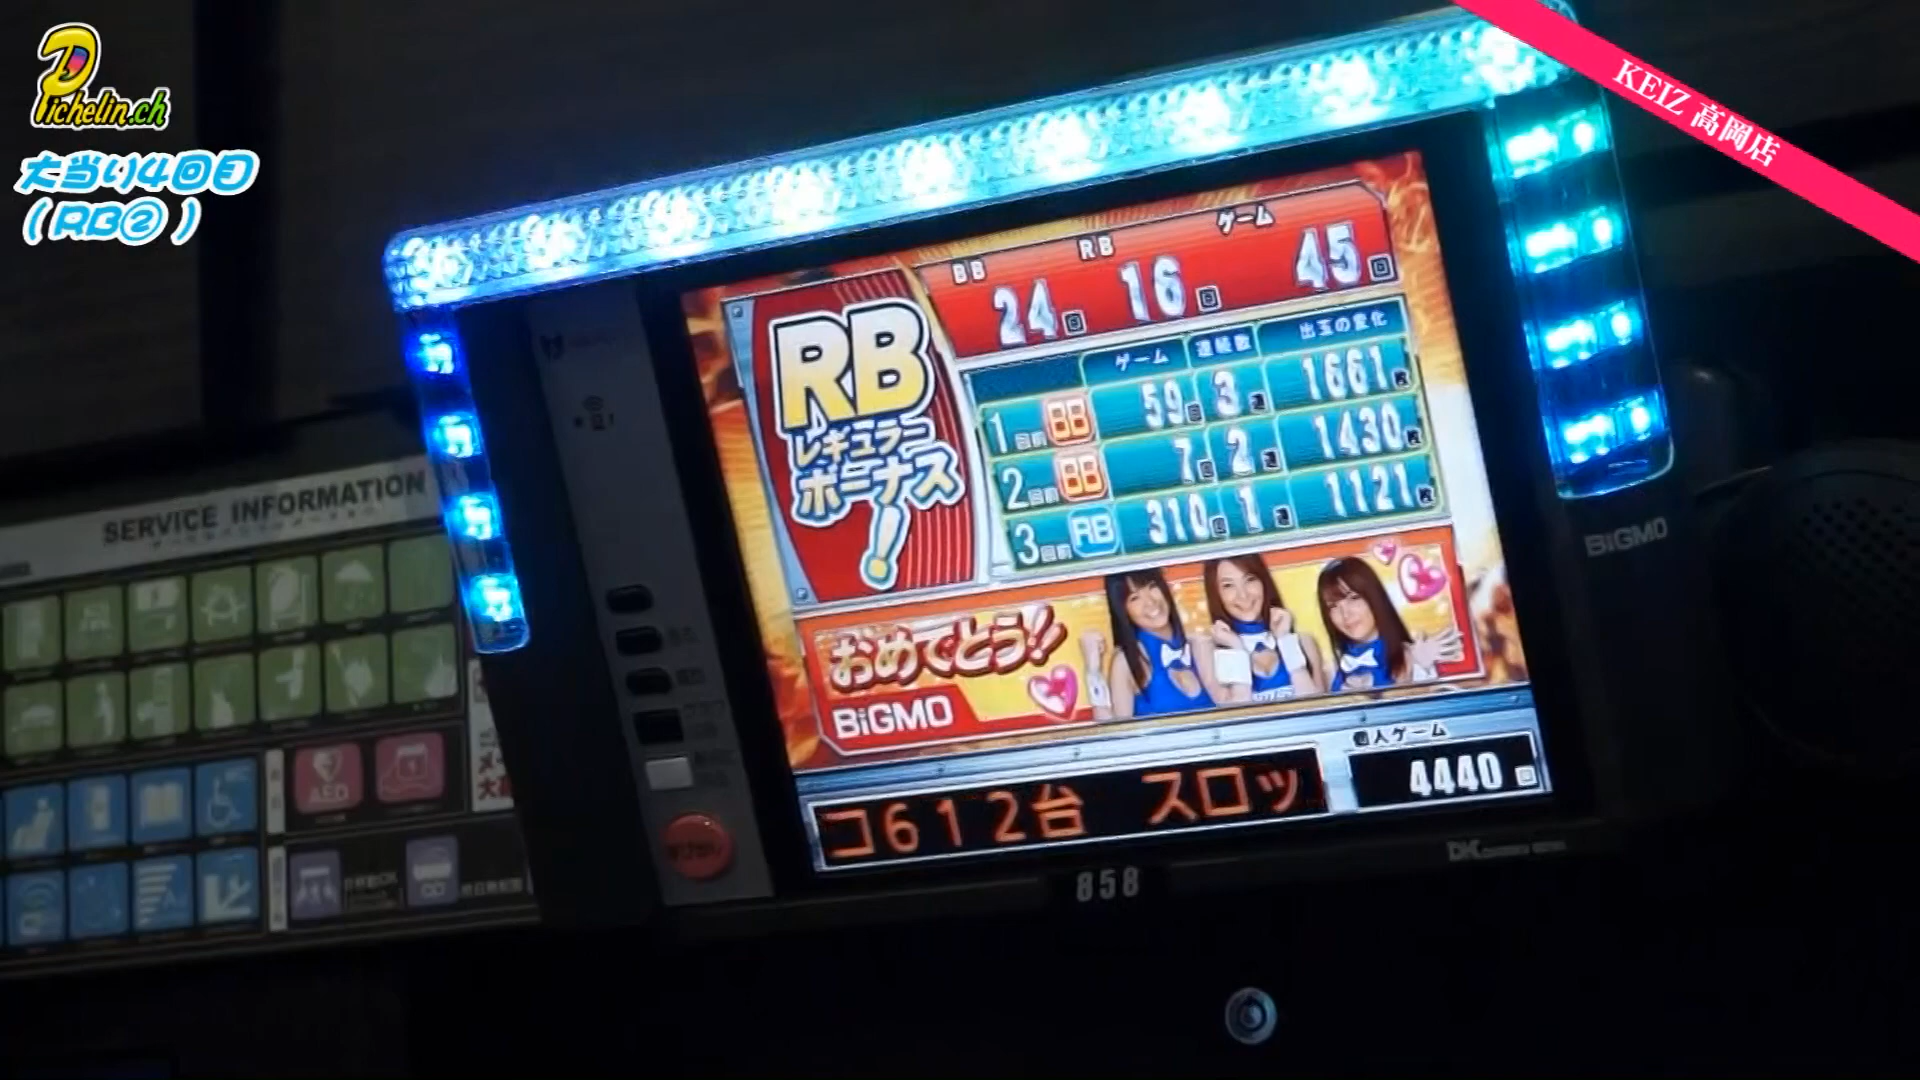 Pichelin.ch
大当り4回目
(RB②)
KEIZ 高岡店
BB RB ゲーム
24回 16回 45回
RB
レギュラー
ボーナス
!
ゲーム 連続数 出玉の変化
1回前 BB 59回 3連 1661枚
2回前 BB 7回 2連 1430枚
3回前 RB 310回 1連 1121枚
おめでとう!!
BiGMO
個人ゲーム
4440回
コ612台 スロッ
858
BiGMO
DK
SERVICE INFORMATION
AED